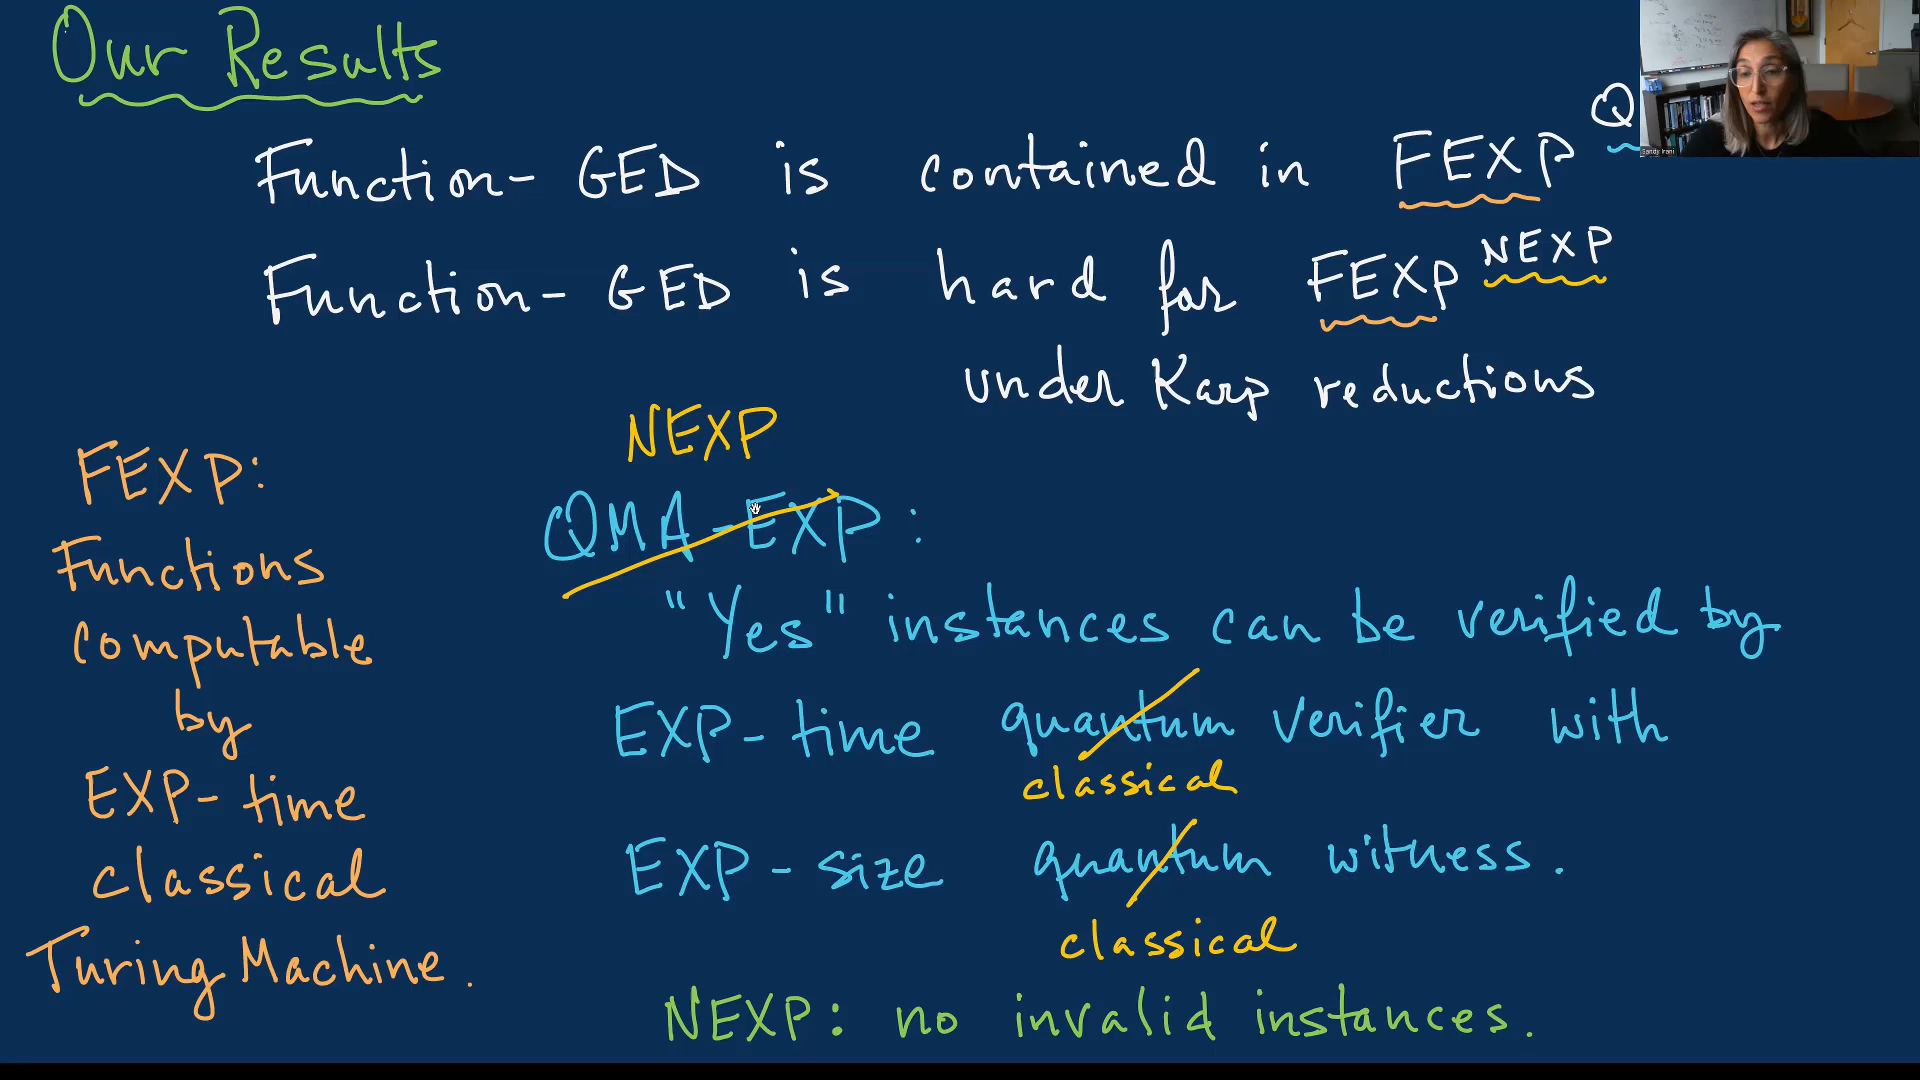 Our Results
Function-GED is contained in FEXP Q
Sandy Irani
Function-GED is hard for FEXP NEXP
under Karp reductions
NEXP
FEXP:
Functions
computable
by
EXP-time
classical
Turing Machine.
QMA-EXP:
"Yes" instances can be verified by
EXP-time quantum verifier with
classical
EXP-size quantum witness.
classical
NEXP: no invalid instances.